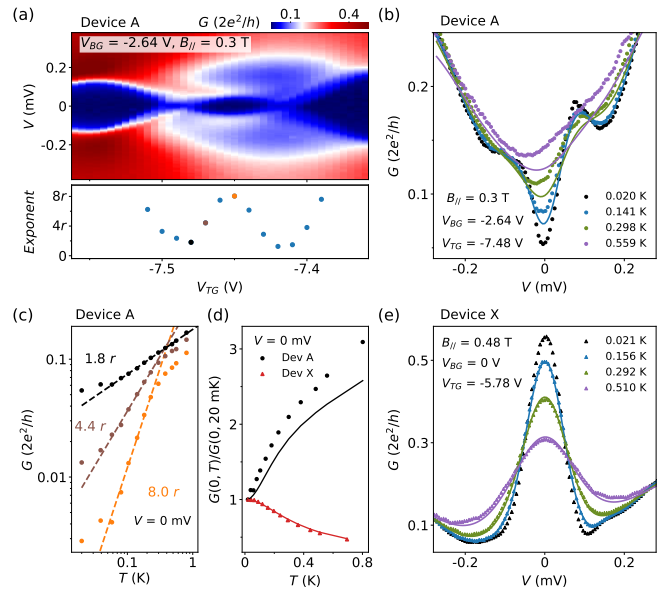 (a)
Device A
G (2e²/h)
0.1
0.4
V_BG = -2.64 V, B_// = 0.3 T
V (mV)
0.2
0
-0.2
Exponent
8r
4r
0
-7.5
-7.4
V_TG (V)
(b)
Device A
G (2e²/h)
0.2
0.1
B_// = 0.3 T
V_BG = -2.64 V
V_TG = -7.48 V
0.020 K
0.141 K
0.298 K
0.559 K
-0.2
0
0.2
V (mV)
(c)
Device A
G (2e²/h)
0.1
0.01
1.8 r
4.4 r
8.0 r
V = 0 mV
0.1
1
T (K)
(d)
V = 0 mV
Dev A
Dev X
G(0, T)/G(0, 20 mK)
3
2
1
0.0
0.4
0.8
T (K)
(e)
Device X
G (2e²/h)
0.5
0.3
0.1
B_// = 0.48 T
V_BG = 0 V
V_TG = -5.78 V
0.021 K
0.156 K
0.292 K
0.510 K
-0.2
0
0.2
V (mV)